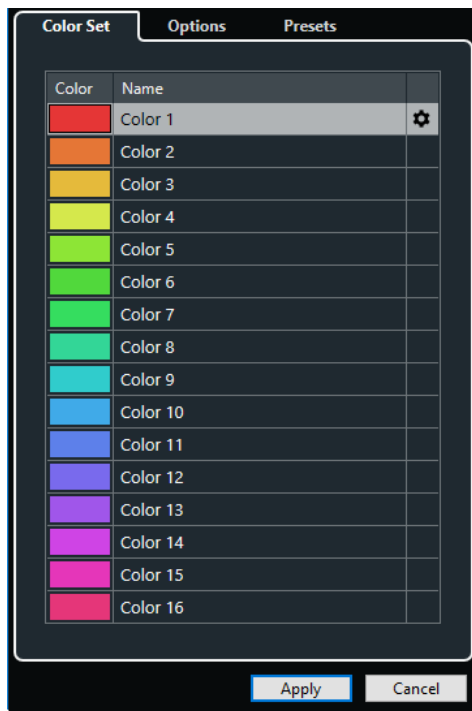 Color Set Options Presets
Color Name
Color 1
Color 2
Color 3
Color 4
Color 5
Color 6
Color 7
Color 8
Color 9
Color 10
Color 11
Color 12
Color 13
Color 14
Color 15
Color 16
Apply Cancel